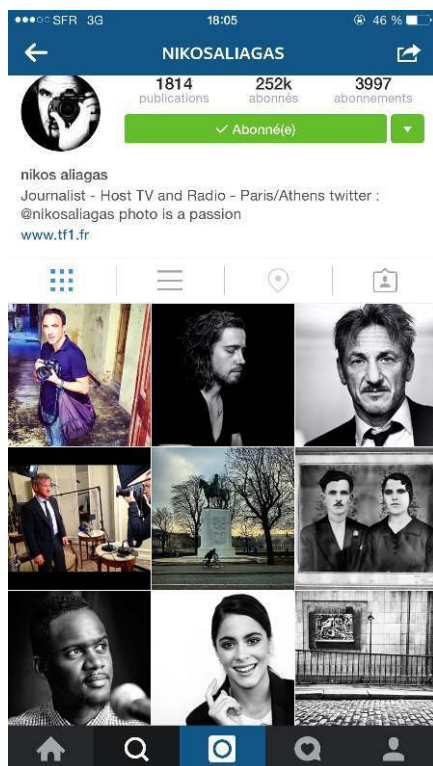 SFR 3G 18:05 46 %
NIKOSALIAGAS
1814 252k 3997
publications abonnés abonnements
Abonné(e)
nikos aliagas
Journalist - Host TV and Radio - Paris/Athens twitter :
@nikosaliagas photo is a passion
www.tf1.fr